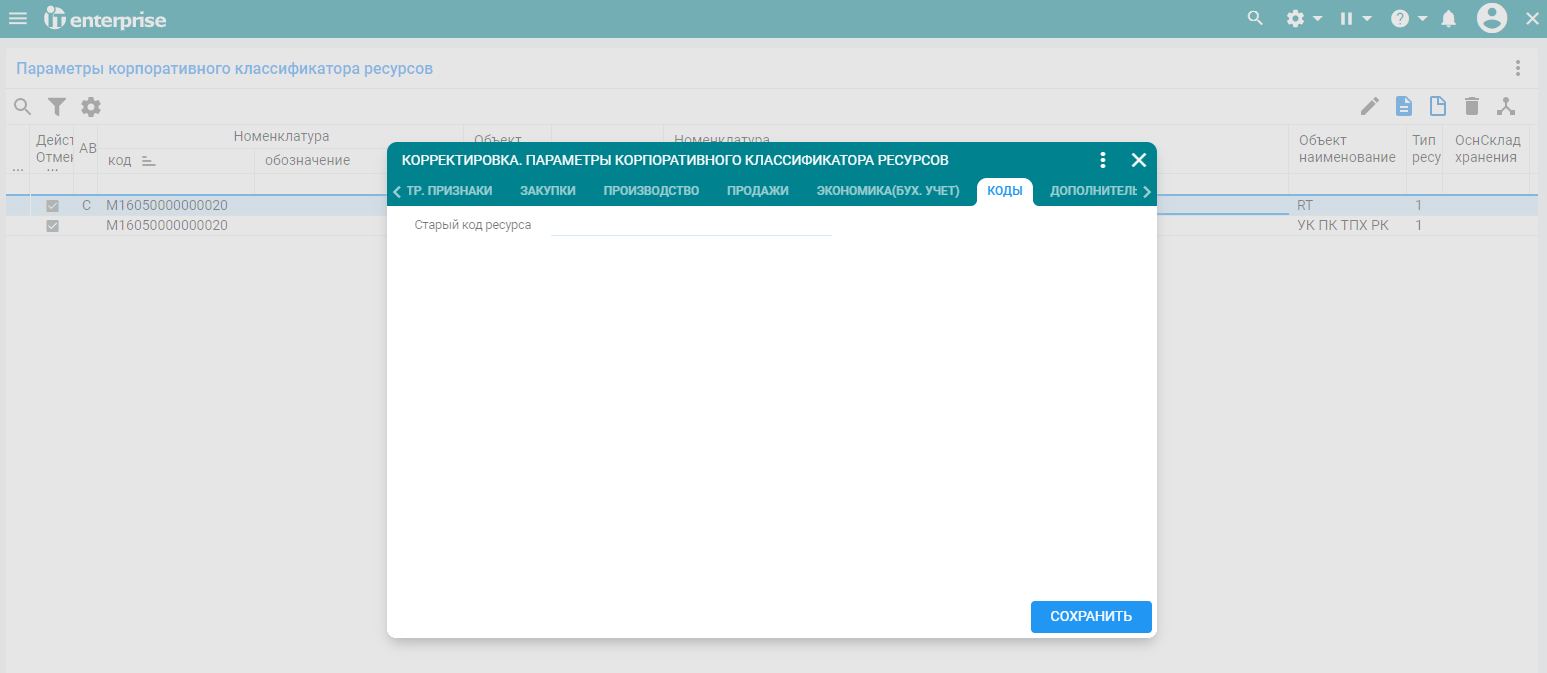 it enterprise
Параметры корпоративного классификатора ресурсов
Номенклатура
Объект
Номенклатура
Объект наименование
Тип ресу
ОснСклад хранения
Дейст Отмен ...
АВ
код
обозначение
...
КОРРЕКТИРОВКА. ПАРАМЕТРЫ КОРПОРАТИВНОГО КЛАССИФИКАТОРА РЕСУРСОВ
ТР. ПРИЗНАКИ ЗАКУПКИ ПРОИЗВОДСТВО ПРОДАЖИ ЭКОНОМИКА(БУХ. УЧЕТ) КОДЫ ДОПОЛНИТЕЛЬ
С М16050000000020 RT 1
М16050000000020 УК ПК ТПХ РК 1
Старый код ресурса
СОХРАНИТЬ